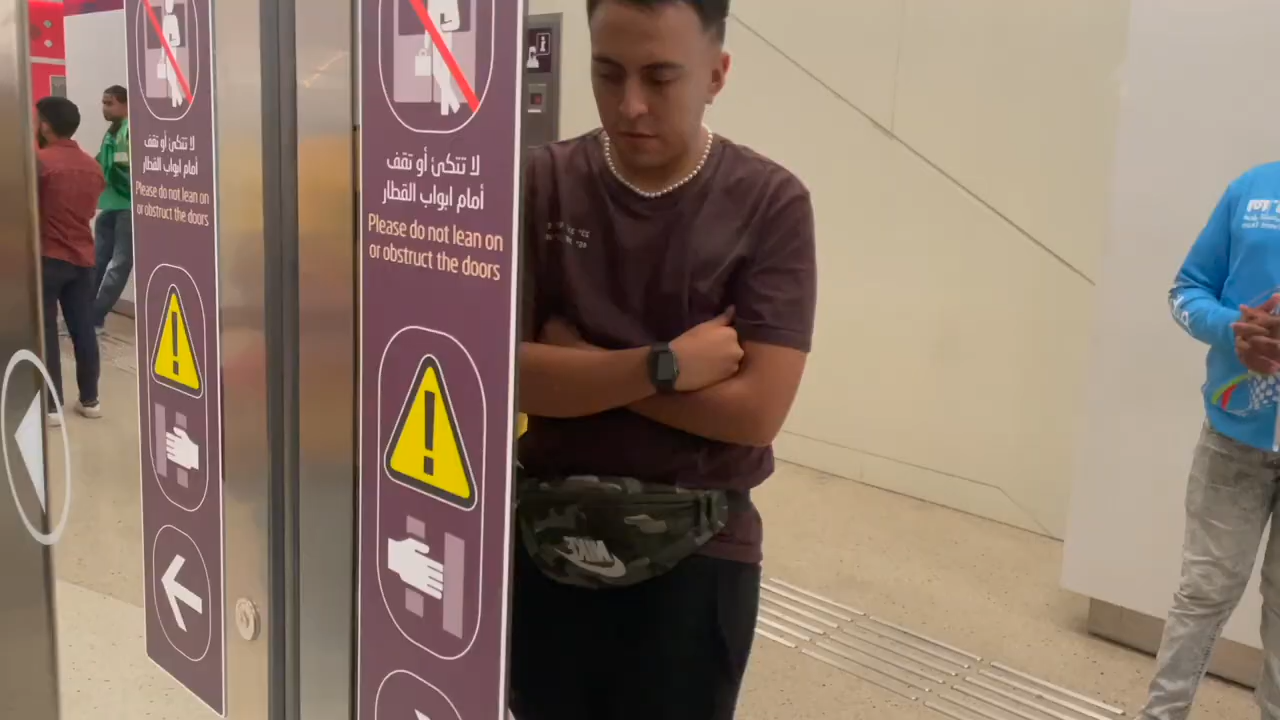 لا تتكئ أو تقف
أمام ابواب القطار
Please do not lean on
or obstruct the doors
لا تتكئ أو تقف
أمام ابواب القطار
Please do not lean on
or obstruct the doors
NIKE